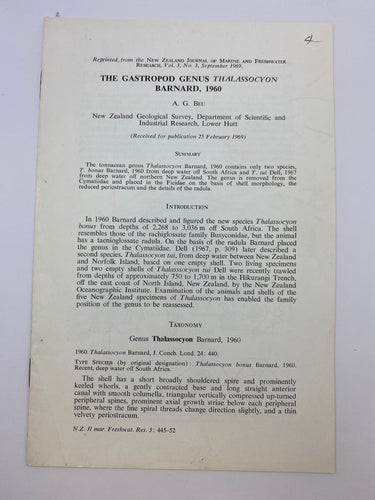 4
Reprinted from the NEW ZEALAND JOURNAL OF MARINE AND FRESHWATER
RESEARCH, Vol. 3, No. 3, September 1969.
THE GASTROPOD GENUS THALASSOCYON
BARNARD, 1960
A. G. BEU
New Zealand Geological Survey, Department of Scientific and
Industrial Research, Lower Hutt
(Received for publication 25 February 1969)
SUMMARY
The tonnacean genus Thalassocyon Barnard, 1960 contains only two species,
T. bonus Barnard, 1960 from deep water off South Africa and T. tui Dell, 1967
from deep water off northern New Zealand. The genus is removed from the
Cymatiidae and placed in the Ficidae on the basis of shell morphology, the
reduced periostracum and the details of the radula.
INTRODUCTION
In 1960 Barnard described and figured the new species Thalassocyon
bonus from depths of 2,268 to 3,036 m off South Africa. The shell
resembles those of the rachiglossate family Busyconidae, but the animal
has a taenioglossate radula. On the basis of the radula Barnard placed
the genus in the Cymatiidae. Dell (1967, p. 309) later described a
second species, Thalassocyon tui, from deep water between New Zealand
and Norfolk Island, based on one empty shell. Two living specimens
and two empty shells of Thalassocyon tui Dell were recently trawled
from depths of approximately 750 to 1,700 m in the Hikurangi Trench,
off the east coast of North Island, New Zealand, by the New Zealand
Oceanographic Institute. Examination of the animals and shells of the
five New Zealand specimens of Thalassocyon has enabled the family
position of the genus to be reassessed.
TAXONOMY
Genus Thalassocyon Barnard, 1960
1960. Thalassocyon Barnard, J. Conch. Lond. 24: 440.
TYPE SPECIES (by original designation): Thalassocyon bonus Barnard, 1960.
Recent, deep water off South Africa.
The shell has a short broadly shouldered spire and prominently
keeled whorls, a gently contracted base and long straight anterior
canal with smooth columella, triangular vertically compressed up-turned
peripheral spines, prominent axial growth striae below each peripheral
spine, where the fine spiral threads change direction slightly, and a thin
velvety periostracum.
N.Z. Jl mar. Freshwat. Res. 3: 445-52